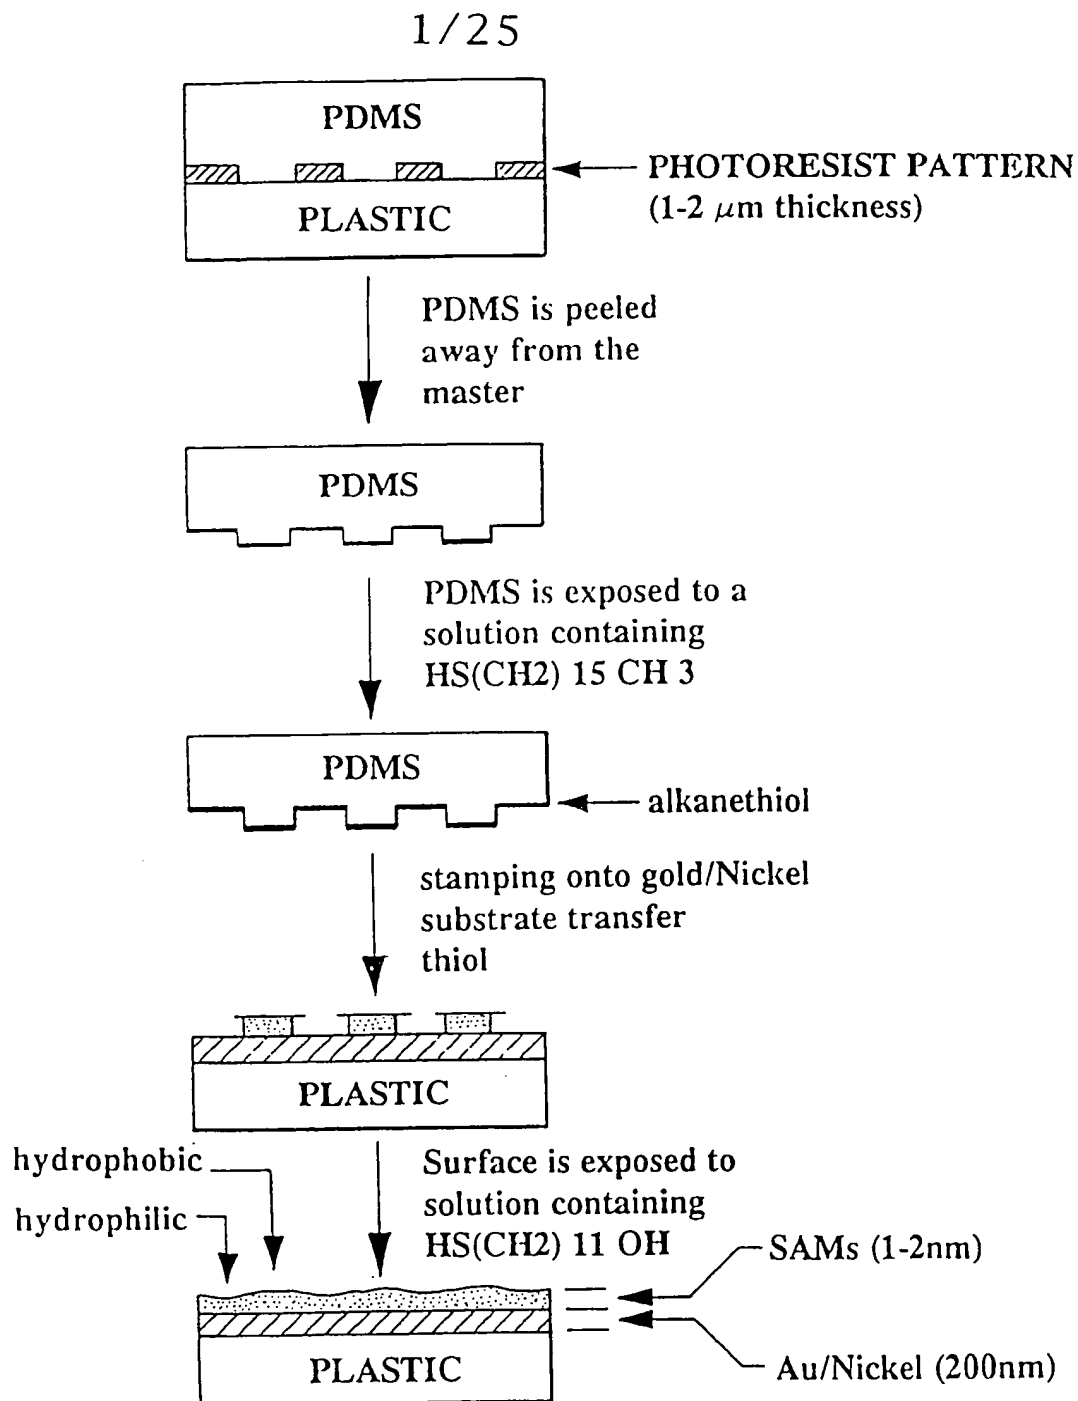 1/25
PDMS
PHOTORESIST PATTERN
(1-2 μm thickness)
PLASTIC
PDMS is peeled
away from the
master
PDMS
PDMS is exposed to a
solution containing
HS(CH2) 15 CH 3
PDMS
alkanethiol
stamping onto gold/Nickel
substrate transfer
thiol
PLASTIC
hydrophobic
hydrophilic
Surface is exposed to
solution containing
HS(CH2) 11 OH
SAMs (1-2nm)
PLASTIC
Au/Nickel (200nm)